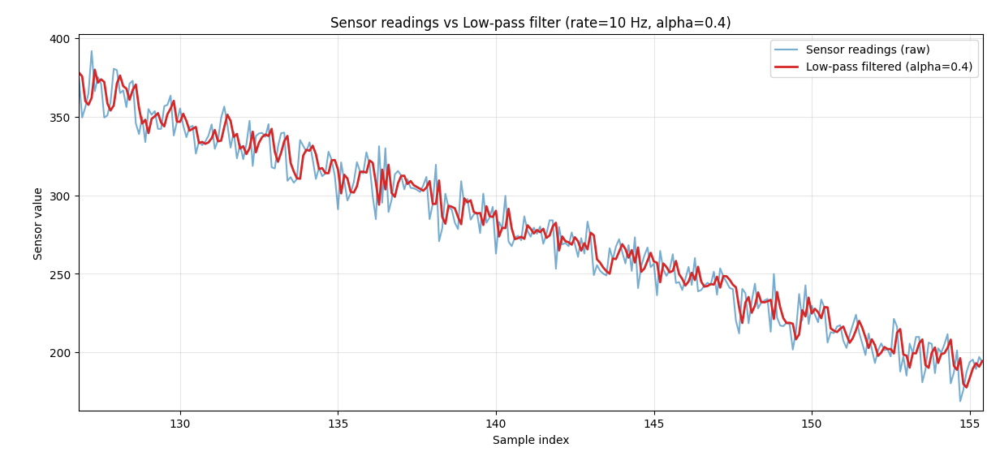 Sensor readings vs Low-pass filter (rate=10 Hz, alpha=0.4)
Sensor readings (raw)
Low-pass filtered (alpha=0.4)
Sensor value
400
350
300
250
200
130
135
140
145
150
155
Sample index